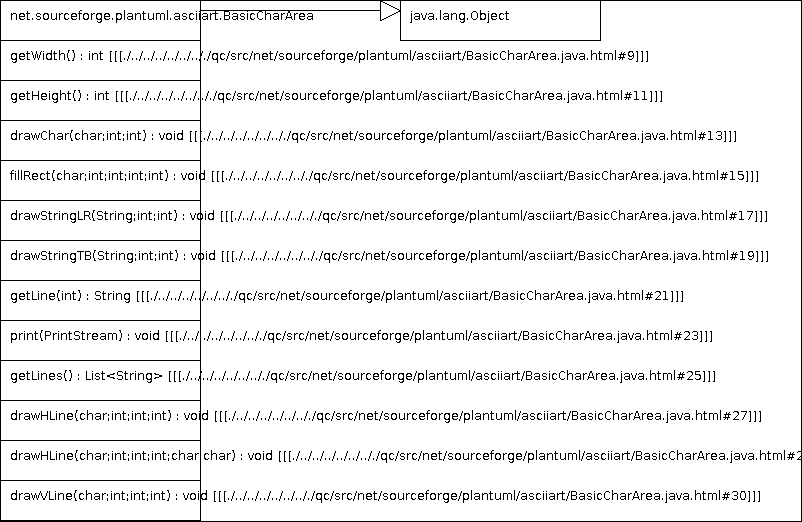 net.sourceforge.plantuml.asciiart.BasicCharArea
java.lang.Object
getWidth() : int [[[./../../../../../../../qc/src/net/sourceforge/plantuml/asciiart/BasicCharArea.java.html#9]]]
getHeight() : int [[[./../../../../../../../qc/src/net/sourceforge/plantuml/asciiart/BasicCharArea.java.html#11]]]
drawChar(char;int;int) : void [[[./../../../../../../../qc/src/net/sourceforge/plantuml/asciiart/BasicCharArea.java.html#13]]]
fillRect(char;int;int;int;int) : void [[[./../../../../../../../qc/src/net/sourceforge/plantuml/asciiart/BasicCharArea.java.html#15]]]
drawStringLR(String;int;int) : void [[[./../../../../../../../qc/src/net/sourceforge/plantuml/asciiart/BasicCharArea.java.html#17]]]
drawStringTB(String;int;int) : void [[[./../../../../../../../qc/src/net/sourceforge/plantuml/asciiart/BasicCharArea.java.html#19]]]
getLine(int) : String [[[./../../../../../../../qc/src/net/sourceforge/plantuml/asciiart/BasicCharArea.java.html#21]]]
print(PrintStream) : void [[[./../../../../../../../qc/src/net/sourceforge/plantuml/asciiart/BasicCharArea.java.html#23]]]
getLines() : List<String> [[[./../../../../../../../qc/src/net/sourceforge/plantuml/asciiart/BasicCharArea.java.html#25]]]
drawHLine(char;int;int;int) : void [[[./../../../../../../../qc/src/net/sourceforge/plantuml/asciiart/BasicCharArea.java.html#27]]]
drawHLine(char;int;int;int;char;char) : void [[[./../../../../../../../qc/src/net/sourceforge/plantuml/asciiart/BasicCharArea.java.html#2
drawVLine(char;int;int;int) : void [[[./../../../../../../../qc/src/net/sourceforge/plantuml/asciiart/BasicCharArea.java.html#30]]]